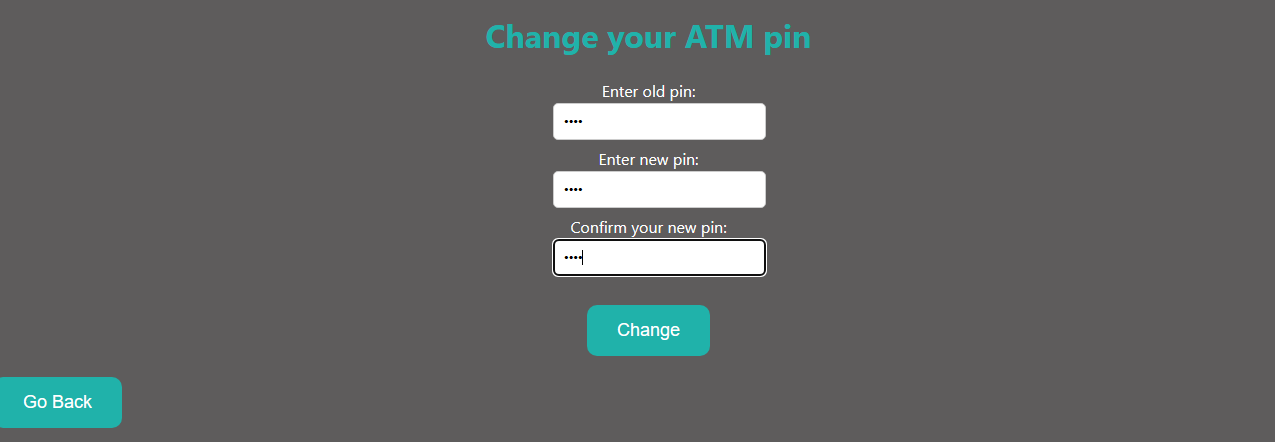 Change your ATM pin
Enter old pin:
••••
Enter new pin:
••••
Confirm your new pin:
••••
Change
Go Back